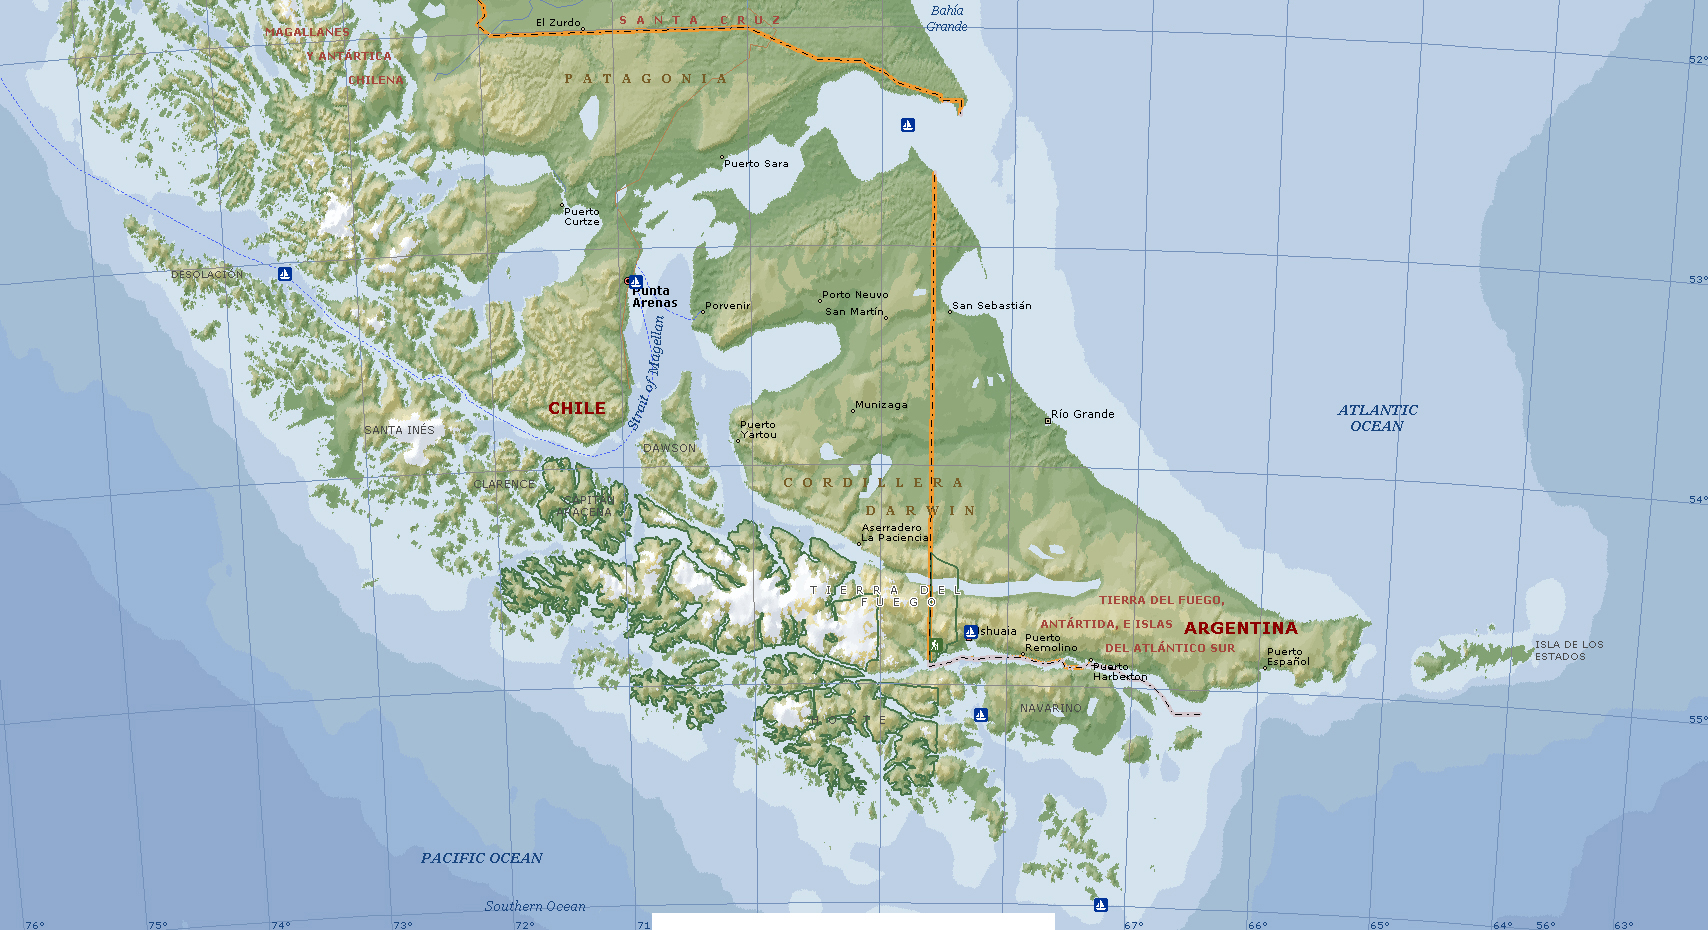 Bahía
Grande
SANTA CRUZ
El Zurdo
MAGALLANES
Y ANTÁRTICA
CHILENA
PATAGONIA
52°
Puerto Sara
Puerto
Curtze
DESOLACIÓN
53°
Punta
Arenas
Porvenir
Porto Neuvo
San Martín
San Sebastián
Strait of Magellan
CHILE
Munizaga
Río Grande
ATLANTIC
OCEAN
SANTA INÉS
Puerto
Yartou
DAWSON
CLARENCE
CAPITÁN
ARACENA
CORDILLERA
DARWIN
54°
Aserradero
La Paciencial
TIERRA DEL
FUEGO
TIERRA DEL FUEGO,
ANTÁRTIDA, E ISLAS
DEL ATLÁNTICO SUR
ARGENTINA
shuaia
Puerto
Remolino
Puerto
Harberton
Puerto
Español
ISLA DE LOS
ESTADOS
NAVARINO
55°
PACIFIC OCEAN
Southern Ocean
76°
75°
74°
73°
72°
71
67°
66°
65°
64°
56°
63°